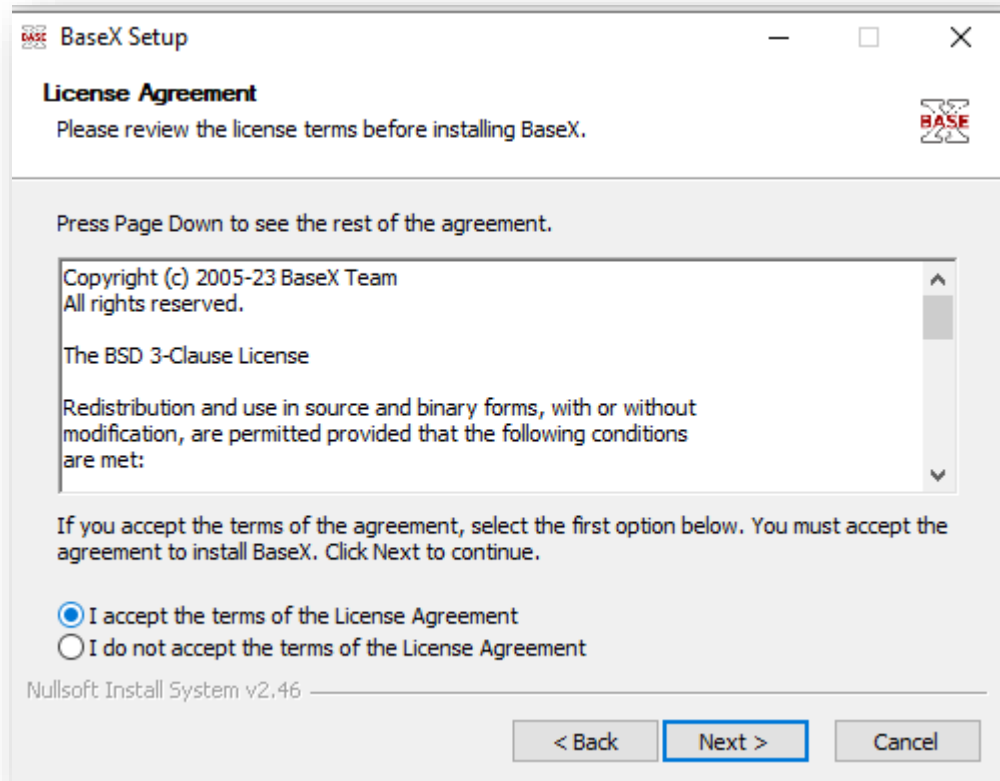 BaseX Setup
License Agreement
Please review the license terms before installing BaseX.
BASE
Press Page Down to see the rest of the agreement.
Copyright (c) 2005-23 BaseX Team
All rights reserved.
The BSD 3-Clause License
Redistribution and use in source and binary forms, with or without
modification, are permitted provided that the following conditions
are met:
If you accept the terms of the agreement, select the first option below. You must accept the
agreement to install BaseX. Click Next to continue.
I accept the terms of the License Agreement
I do not accept the terms of the License Agreement
Nullsoft Install System v2.46
< Back Next > Cancel